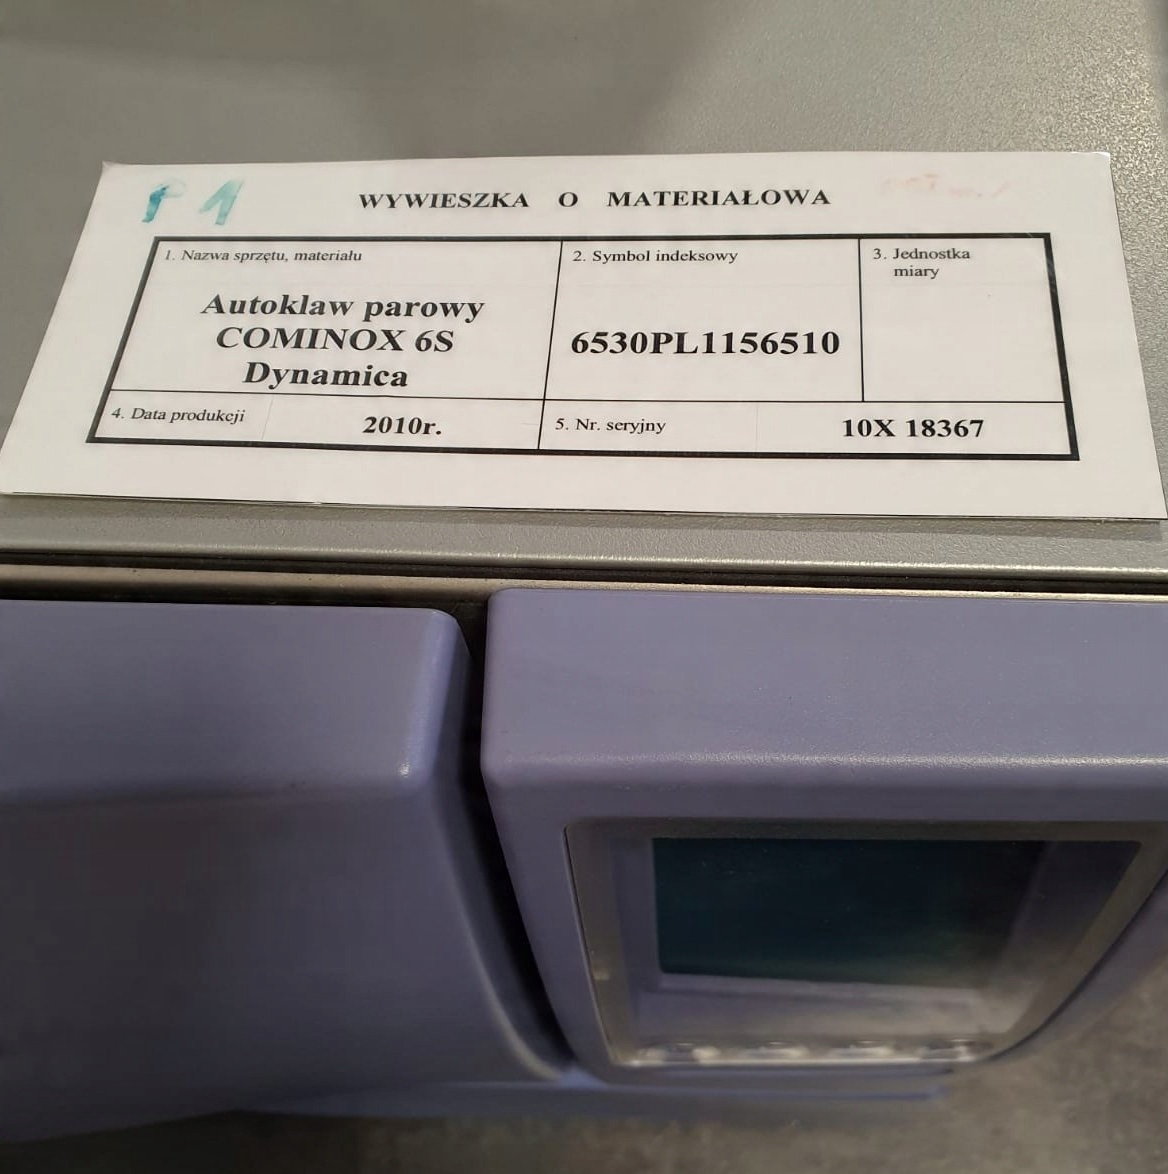 P 1
WYWIESZKA O MATERIAŁOWA
1. Nazwa sprzętu, materiału
Autoklaw parowy
COMINOX 6S
Dynamica
2. Symbol indeksowy
6530PL1156510
3. Jednostka
miary
4. Data produkcji
2010r.
5. Nr. seryjny
10X 18367